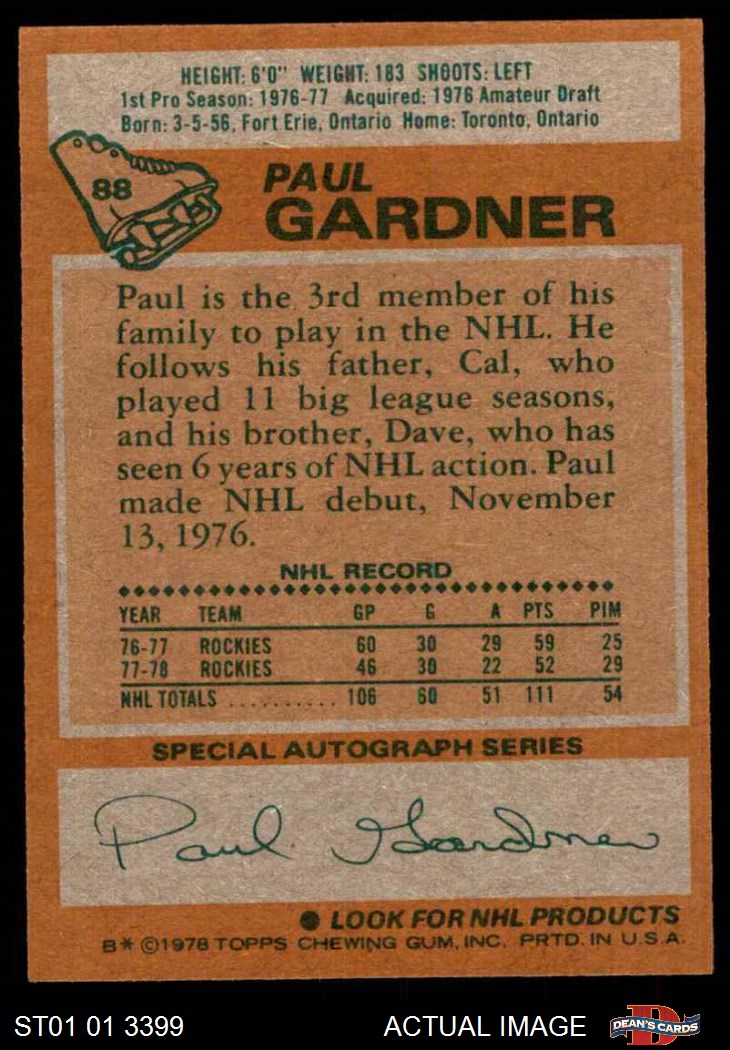 HEIGHT: 6'0" WEIGHT: 183 SHOOTS: LEFT
1st Pro Season: 1976-77 Acquired: 1976 Amateur Draft
Born: 3-5-56, Fort Erie, Ontario Home: Toronto, Ontario
88
PAUL
GARDNER
Paul is the 3rd member of his
family to play in the NHL. He
follows his father, Cal, who
played 11 big league seasons,
and his brother, Dave, who has
seen 6 years of NHL action. Paul
made NHL debut, November
13, 1976.
NHL RECORD
YEAR TEAM GP G A PTS PIM
76-77 ROCKIES 60 30 29 59 25
77-78 ROCKIES 46 30 22 52 29
NHL TOTALS .......... 106 60 51 111 54
SPECIAL AUTOGRAPH SERIES
Paul Gardner
● LOOK FOR NHL PRODUCTS
B* ©1978 TOPPS CHEWING GUM, INC. PRTD. IN U.S.A.
ST01 01 3399 ACTUAL IMAGE DEAN'S CARDS